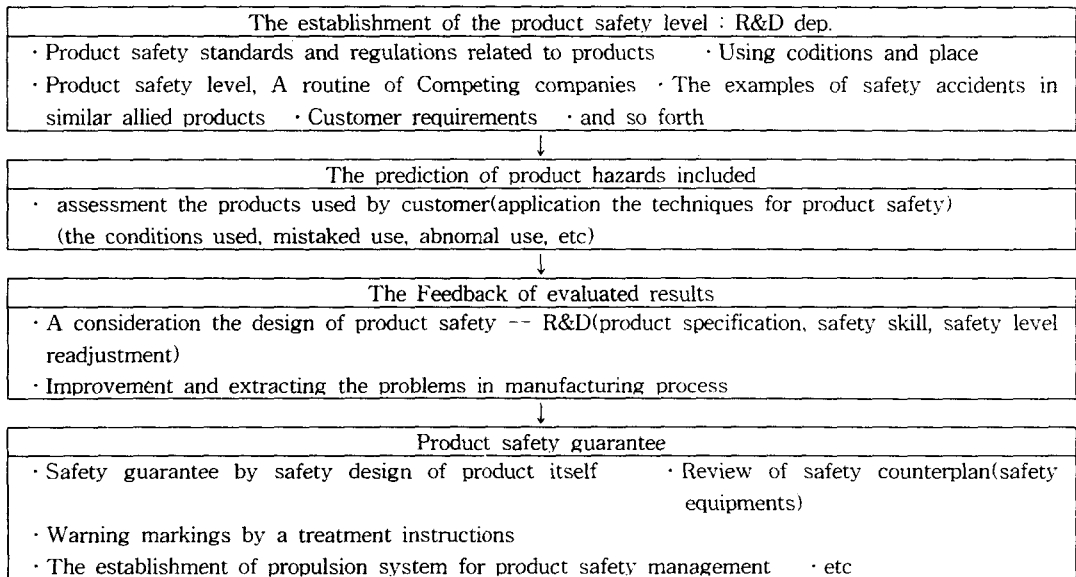 The establishment of the product safety level : R&D dep.
· Product safety standards and regulations related to products · Using coditions and place
· Product safety level, A routine of Competing companies · The examples of safety accidents in
similar allied products · Customer requirements · and so forth
↓
The prediction of product hazards included
· assessment the products used by customer(application the techniques for product safety)
(the conditions used, mistaked use, abnomal use, etc)
↓
The Feedback of evaluated results
· A consideration the design of product safety -- R&D(product specification, safety skill, safety level
readjustment)
· Improvement and extracting the problems in manufacturing process
↓
Product safety guarantee
· Safety guarantee by safety design of product itself · Review of safety counterplan(safety
equipments)
· Warning markings by a treatment instructions
· The establishment of propulsion system for product safety management · etc